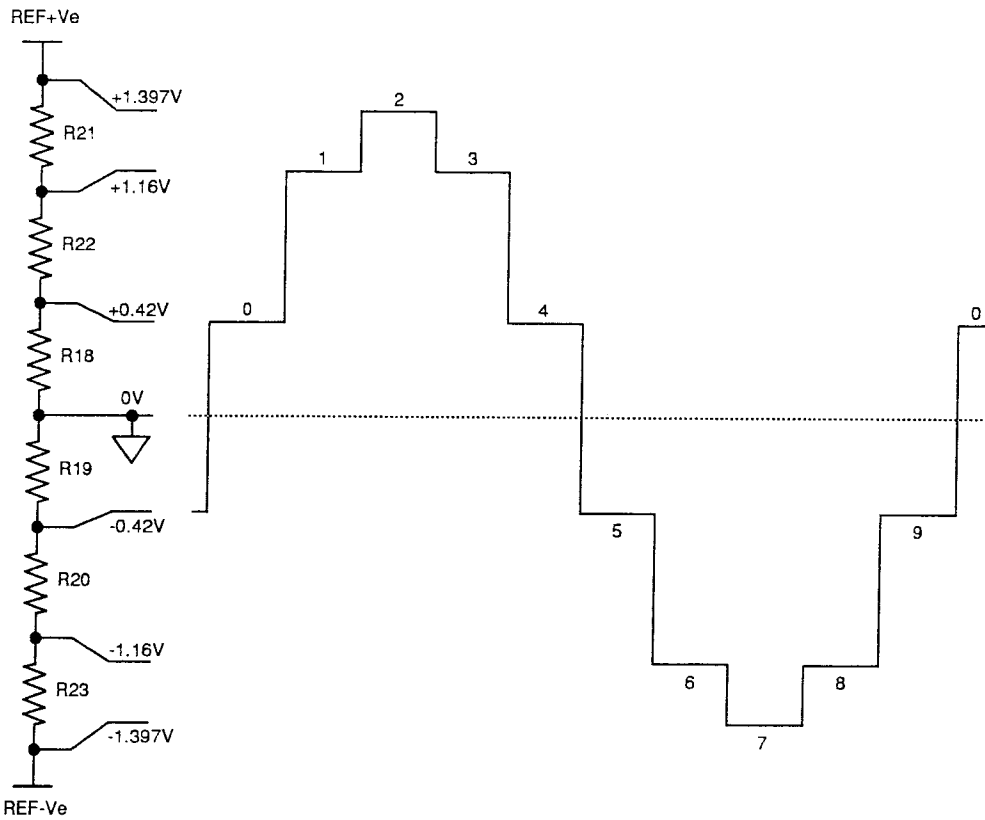 REF+Ve
+1.397V
R21
+1.16V
R22
+0.42V
R18
0V
R19
-0.42V
R20
-1.16V
R23
-1.397V
REF-Ve
0
1
2
3
4
5
6
7
8
9
0